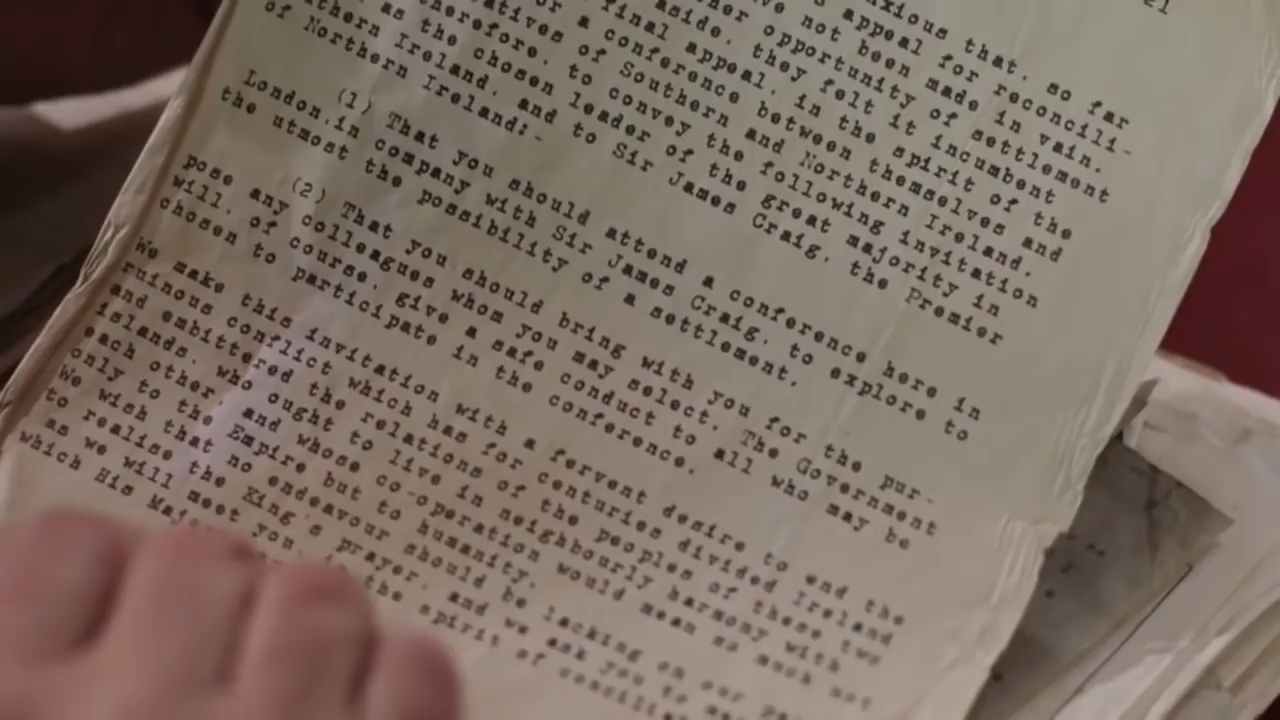 21
that, so far
appeal for reconcili-
not been made in vain.
opportunity of settlement
aside, they felt it incumbent
final appeal, in the spirit of the
a conference between themselves and
of Southern and Northern Ireland.
therefore, to convey the following invitation
as the chosen leader of the great majority in
Ireland, and to Sir James Craig, the Premier
of Northern Ireland:-
(1) That you should attend a conference here in
London,in company with Sir James Craig, to explore to
the utmost the possibility of a settlement.
(2) That you should bring with you for the pur-
pose any colleagues whom you may select. The Government
will, of course, give a safe conduct to all who may be
chosen to participate in the conference.
We make this invitation with a fervent desire to end the
ruinous conflict which has for centuries divided Ireland
and embittered the relations of the peoples of these two
islands, who ought to live in neighbourly harmony with
each other, and whose co-operation would mean so much not
only to the Empire but to humanity.
We wish that no endeavour should be lacking on our
to realise the King's prayer, and we ask you to
as we will meet you, in the spirit of
which His